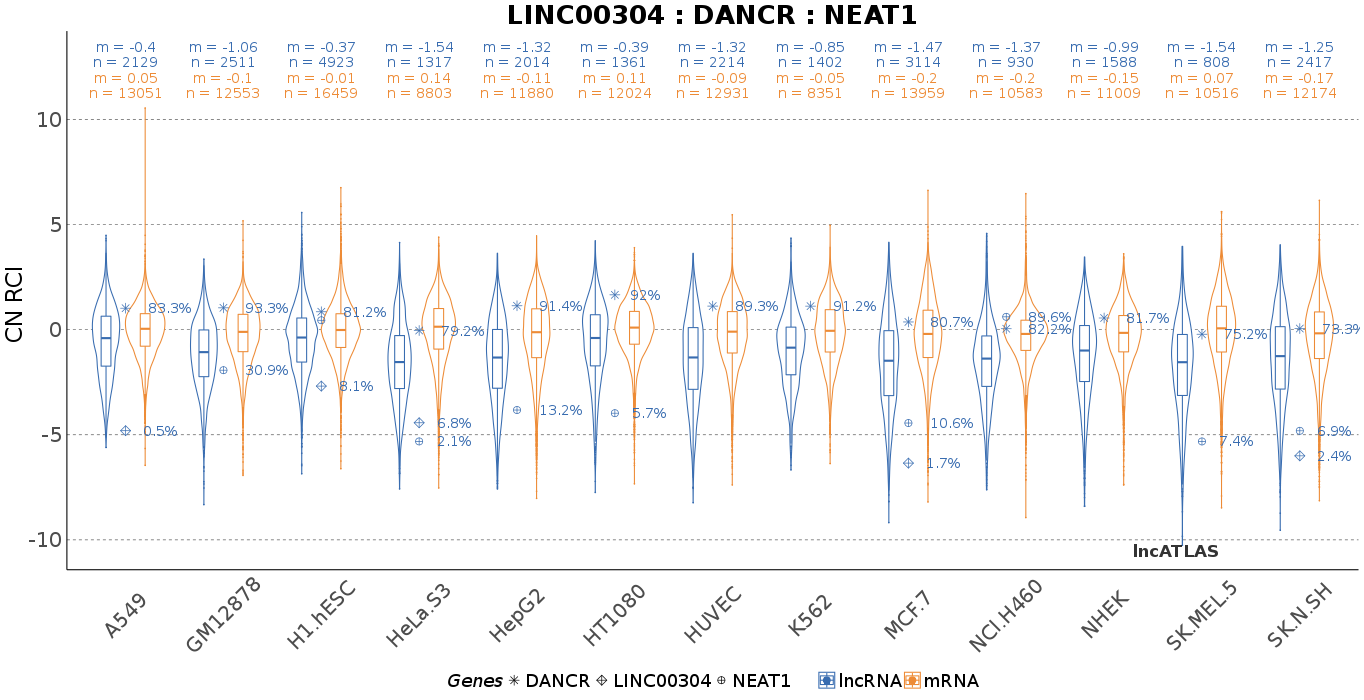 LINC00304 : DANCR : NEAT1
m = -0.4 m = -1.06 m = -0.37 m = -1.54 m = -1.32 m = -0.39 m = -1.32 m = -0.85 m = -1.47 m = -1.37 m = -0.99 m = -1.54 m = -1.25
n = 2129 n = 2511 n = 4923 n = 1317 n = 2014 n = 1361 n = 2214 n = 1402 n = 3114 n = 930 n = 1588 n = 808 n = 2417
m = 0.05 m = -0.1 m = -0.01 m = 0.14 m = -0.11 m = 0.11 m = -0.09 m = -0.05 m = -0.2 m = -0.2 m = -0.15 m = 0.07 m = -0.17
n = 13051 n = 12553 n = 16459 n = 8803 n = 11880 n = 12024 n = 12931 n = 8351 n = 13959 n = 10583 n = 11009 n = 10516 n = 12174
10
5
0
-5
-10
CN RCI
83.3% 93.3% 81.2% 79.2% 91.4% 92% 89.3% 91.2% 80.7% 89.6% 81.7% 75.2% 73.3%
82.2%
30.9% 8.1%
0.5% 6.8% 13.2% 5.7% 10.6% 6.9%
2.1% 7.4%
1.7% 2.4%
lncATLAS
A549 GM12878 H1.hESC HeLa.S3 HepG2 HT1080 HUVEC K562 MCF.7 NCI.H460 NHEK SK.MEL.5 SK.N.SH
Genes DANCR LINC00304 NEAT1 lncRNA mRNA